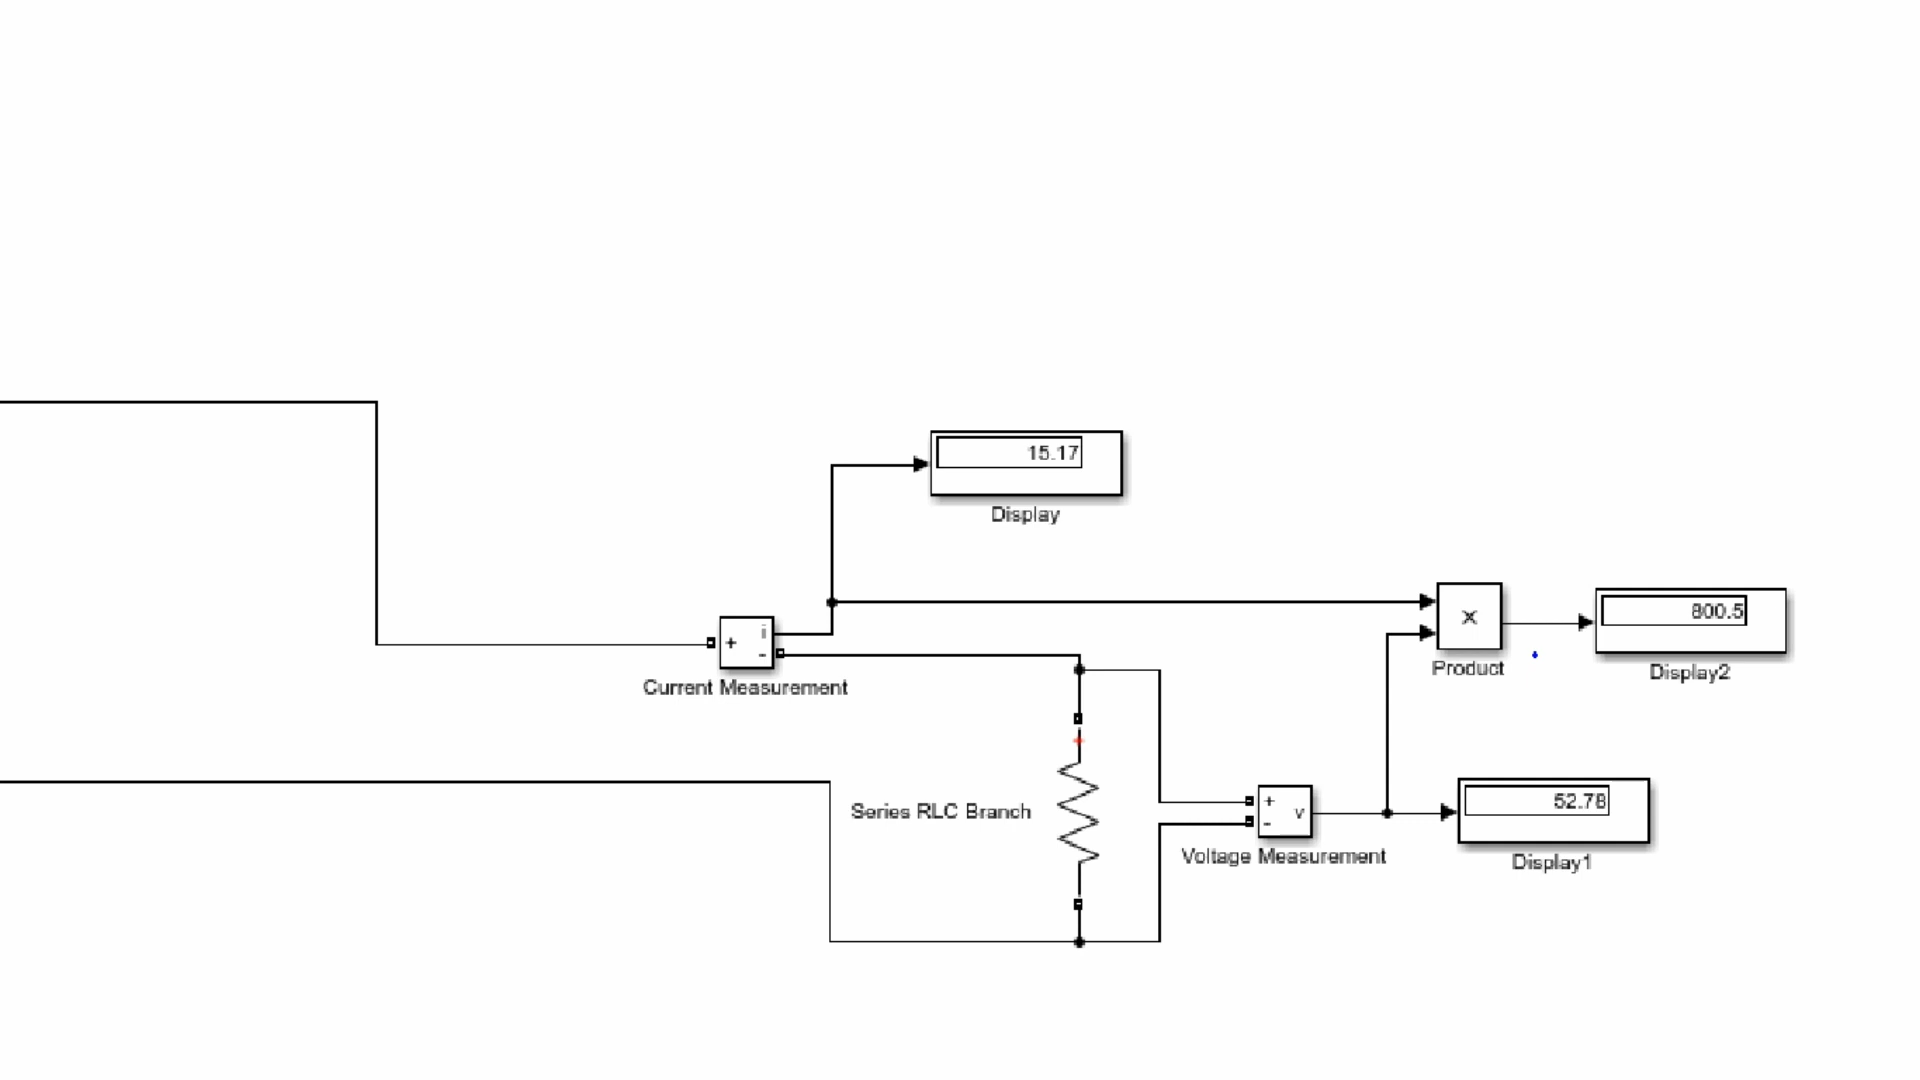 15.17
Display
i
+
-
Current Measurement
×
Product
800.5
Display2
+
Series RLC Branch
+
-
v
Voltage Measurement
52.78
Display1